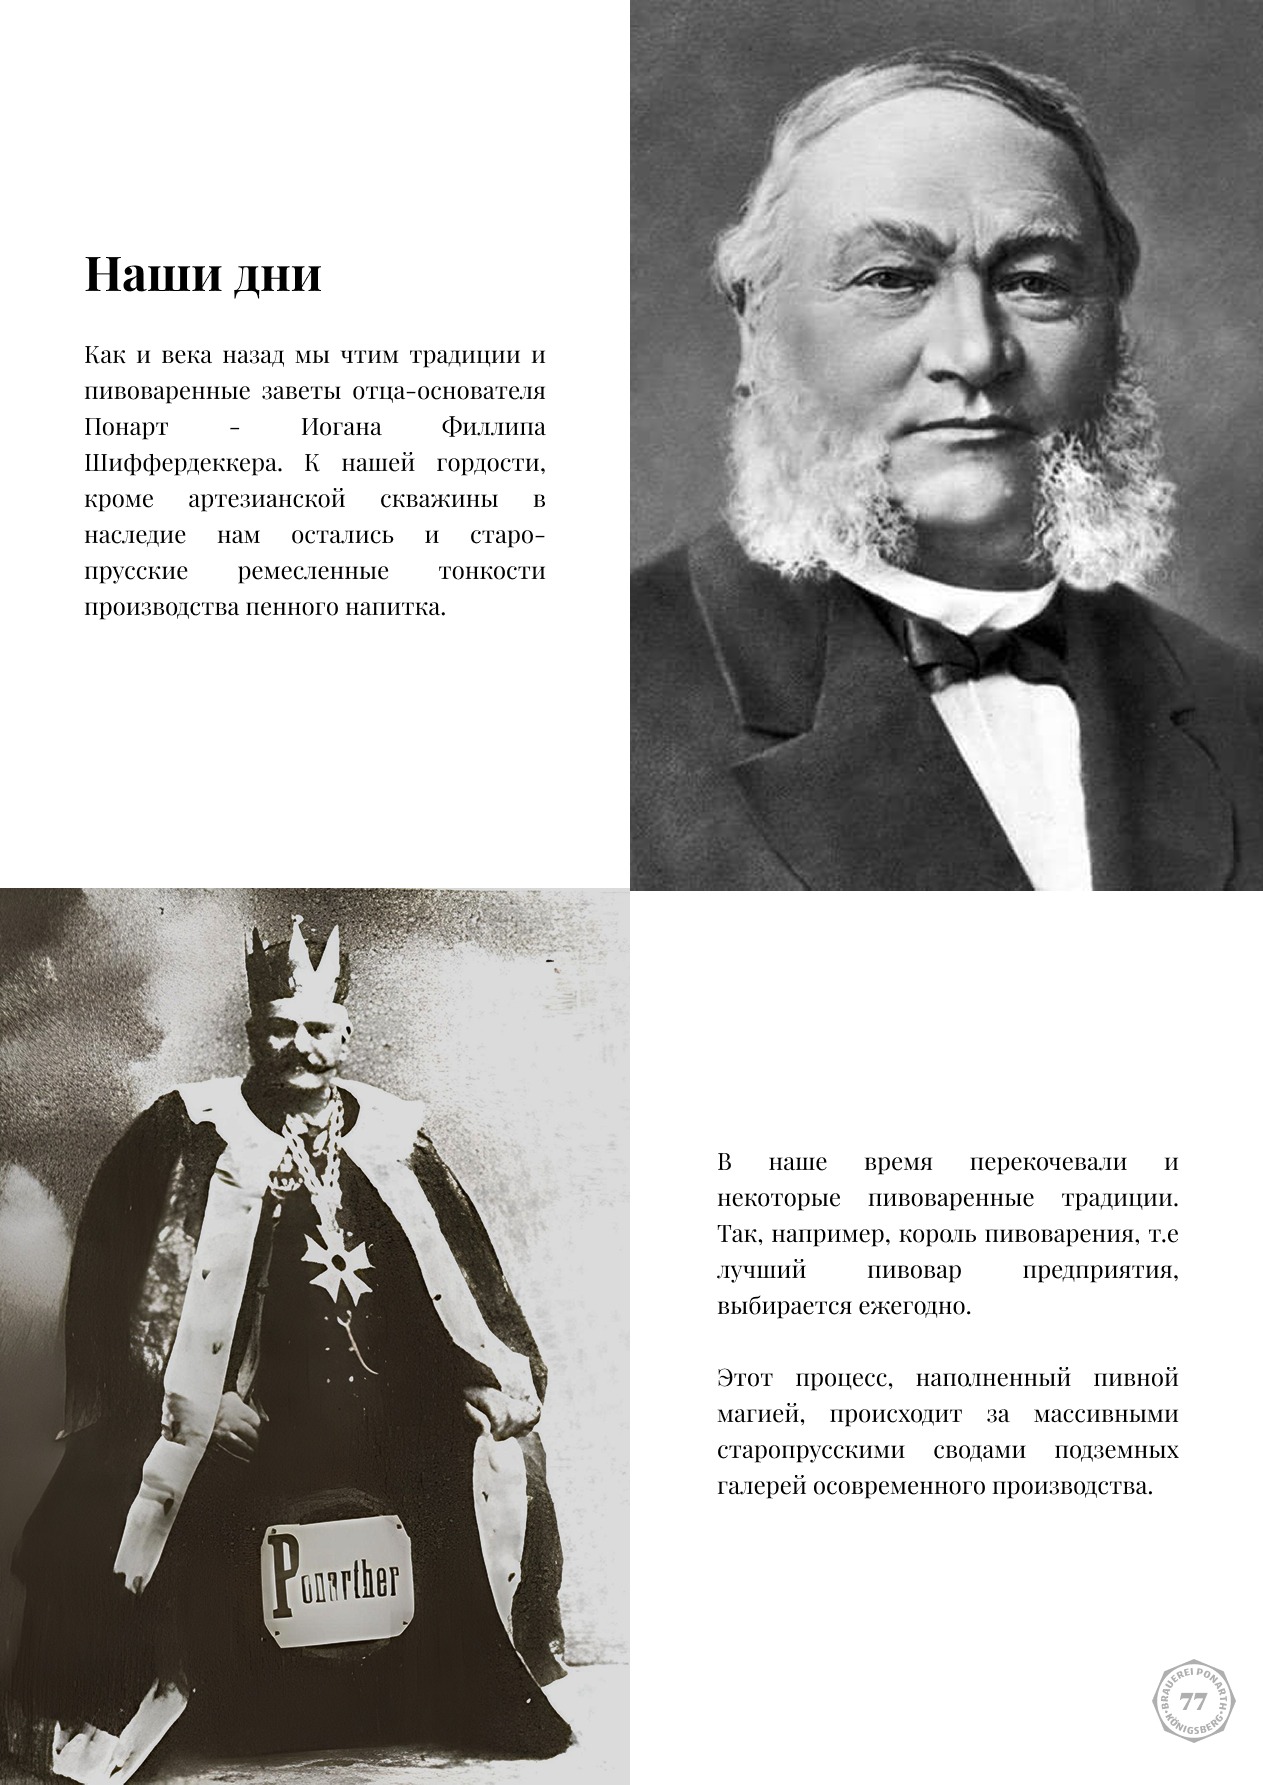 Наши дни
Как и века назад мы чтим традиции и
пивоваренные заветы отца-основателя
Понарт - Иогана Филлипа
Шиффердеккера. К нашей гордости,
кроме артезианской скважины в
наследие нам остались и старо-
прусские ремесленные тонкости
производства пенного напитка.
Ponarther
В наше время перекочевали и
некоторые пивоваренные традиции.
Так, например, король пивоварения, т.е
лучший пивовар предприятия,
выбирается ежегодно.
Этот процесс, наполненный пивной
магией, происходит за массивными
старопрусскими сводами подземных
галерей осовременного производства.
BRAUEREI PONARTH
77
KÖNIGSBERG